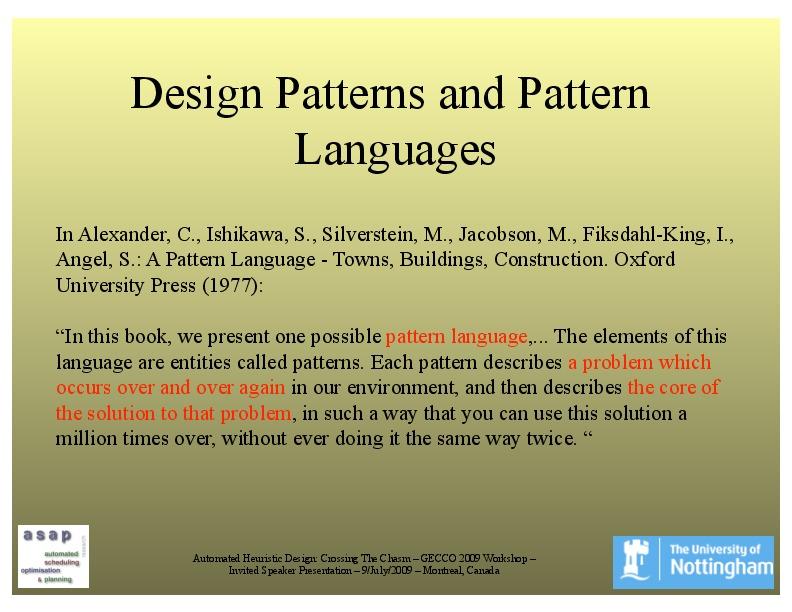 Design Patterns and Pattern
Languages
In Alexander, C., Ishikawa, S., Silverstein, M., Jacobson, M., Fiksdahl-King, I.,
Angel, S.: A Pattern Language - Towns, Buildings, Construction. Oxford
University Press (1977):
“In this book, we present one possible pattern language,... The elements of this
language are entities called patterns. Each pattern describes a problem which
occurs over and over again in our environment, and then describes the core of
the solution to that problem, in such a way that you can use this solution a
million times over, without ever doing it the same way twice. “
asap
research
automated
scheduling
optimisation
& planning
Automated Heuristic Design: Crossing The Chasm – GECCO 2009 Workshop –
Invited Speaker Presentation – 9/July/2009 – Montreal, Canada
The University of
Nottingham